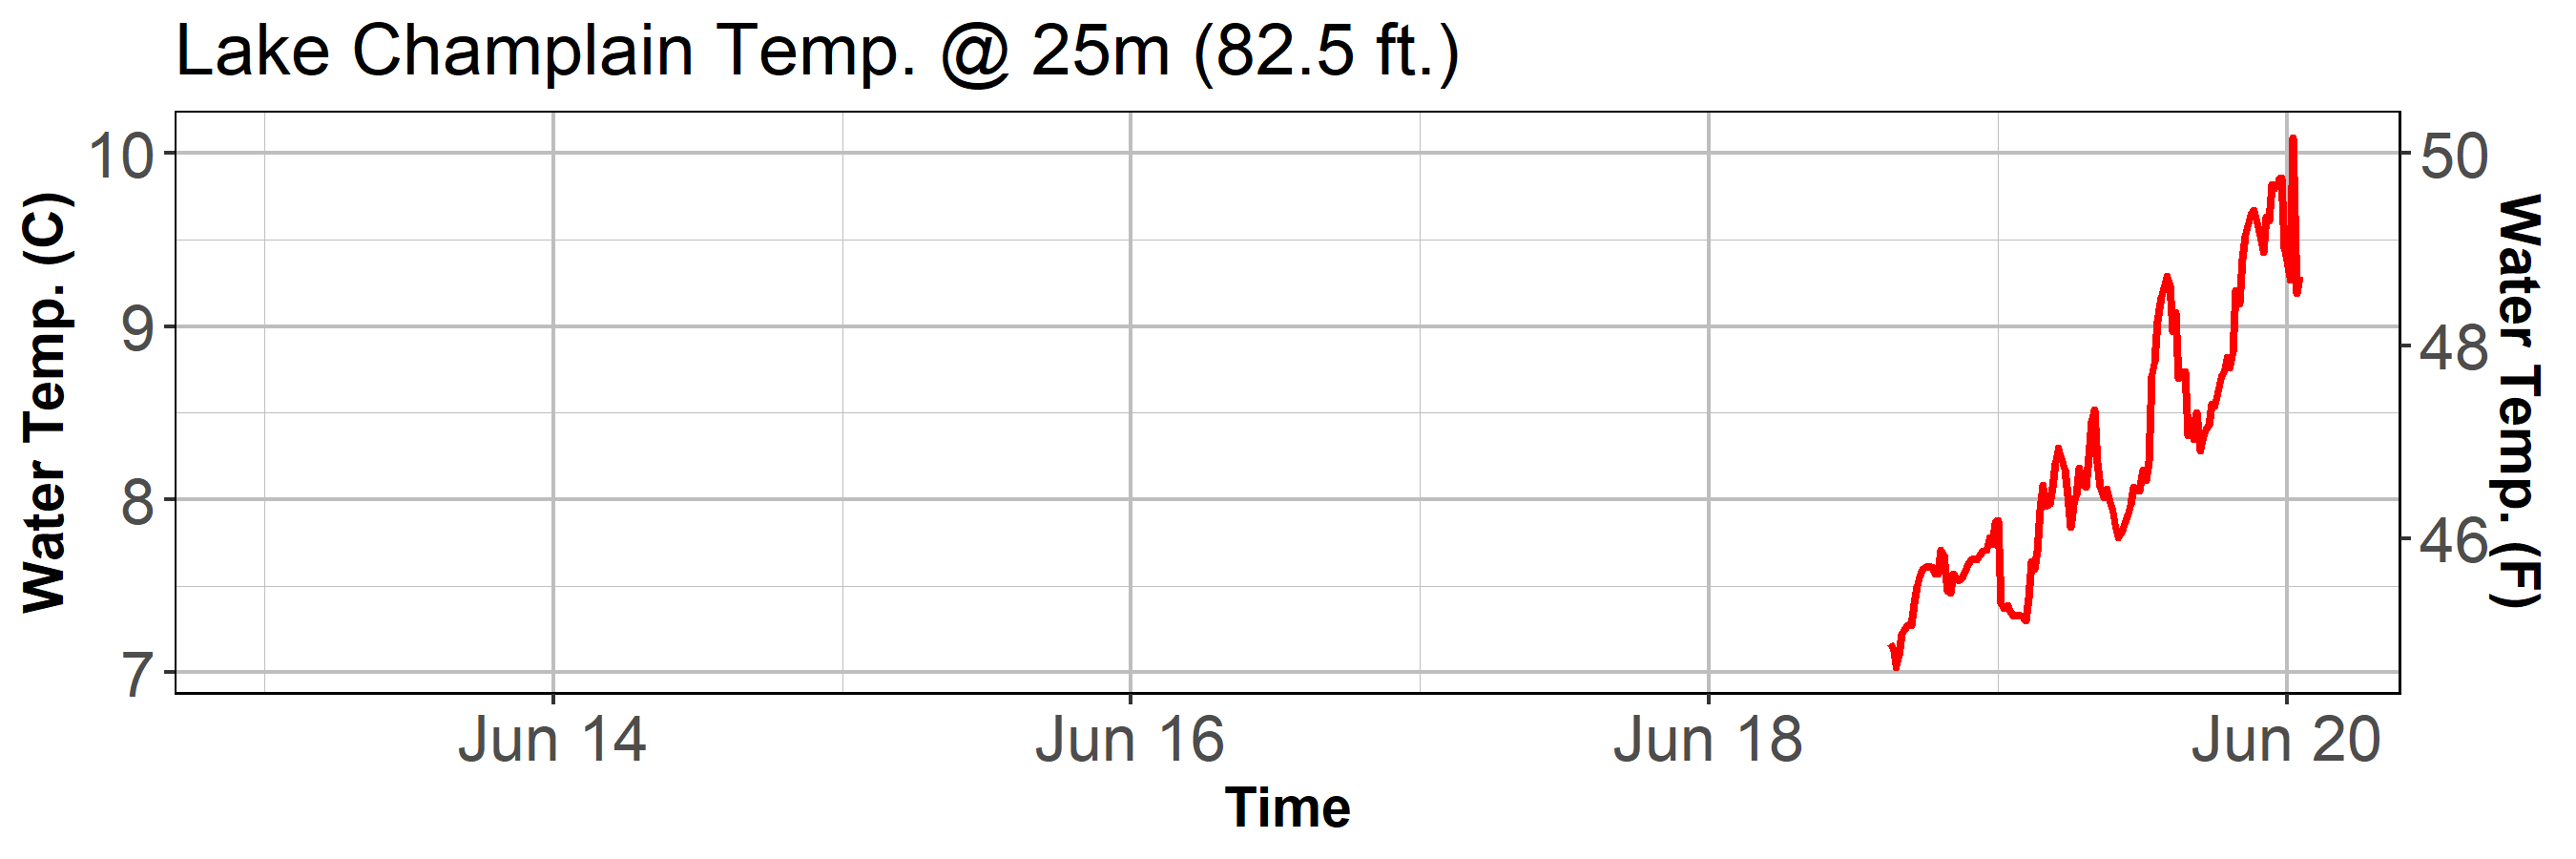 Lake Champlain Temp. @ 25m (82.5 ft.)
Water Temp. (C)
10
9
8
7
50
48
46
Water Temp. (F)
Jun 14
Jun 16
Jun 18
Jun 20
Time